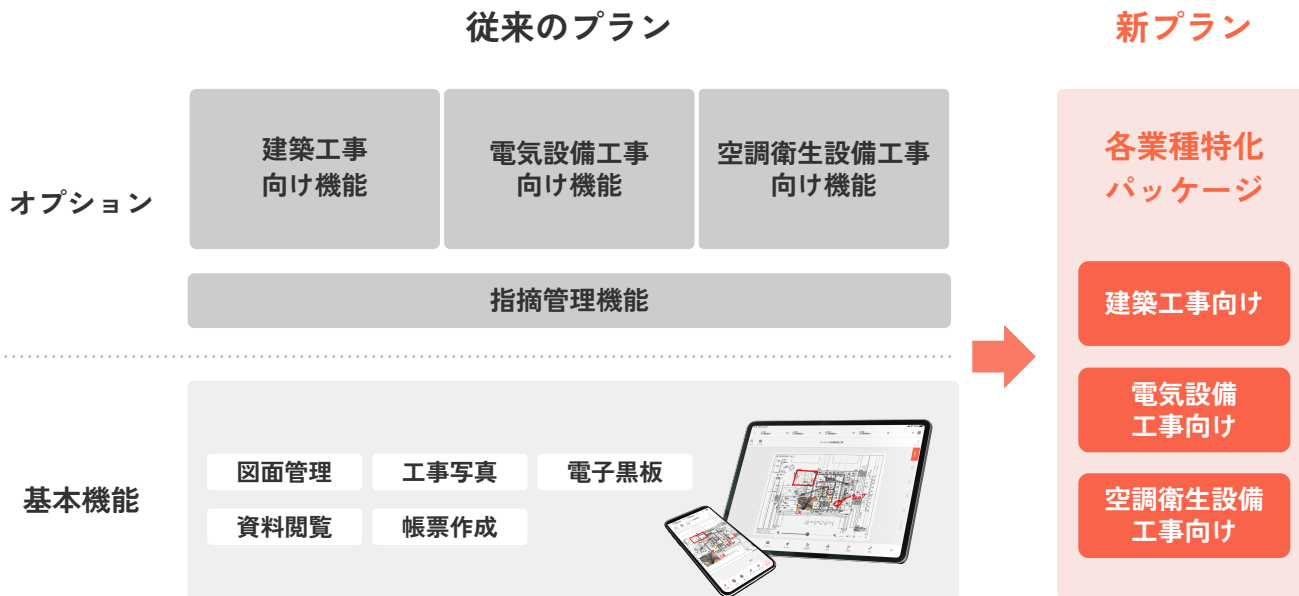 従来のプラン
新プラン
オプション
建築工事
向け機能
電気設備工事
向け機能
空調衛生設備工事
向け機能
指摘管理機能
基本機能
図面管理
工事写真
電子黒板
資料閲覧
帳票作成
各業種特化
パッケージ
建築工事向け
電気設備
工事向け
空調衛生設備
工事向け